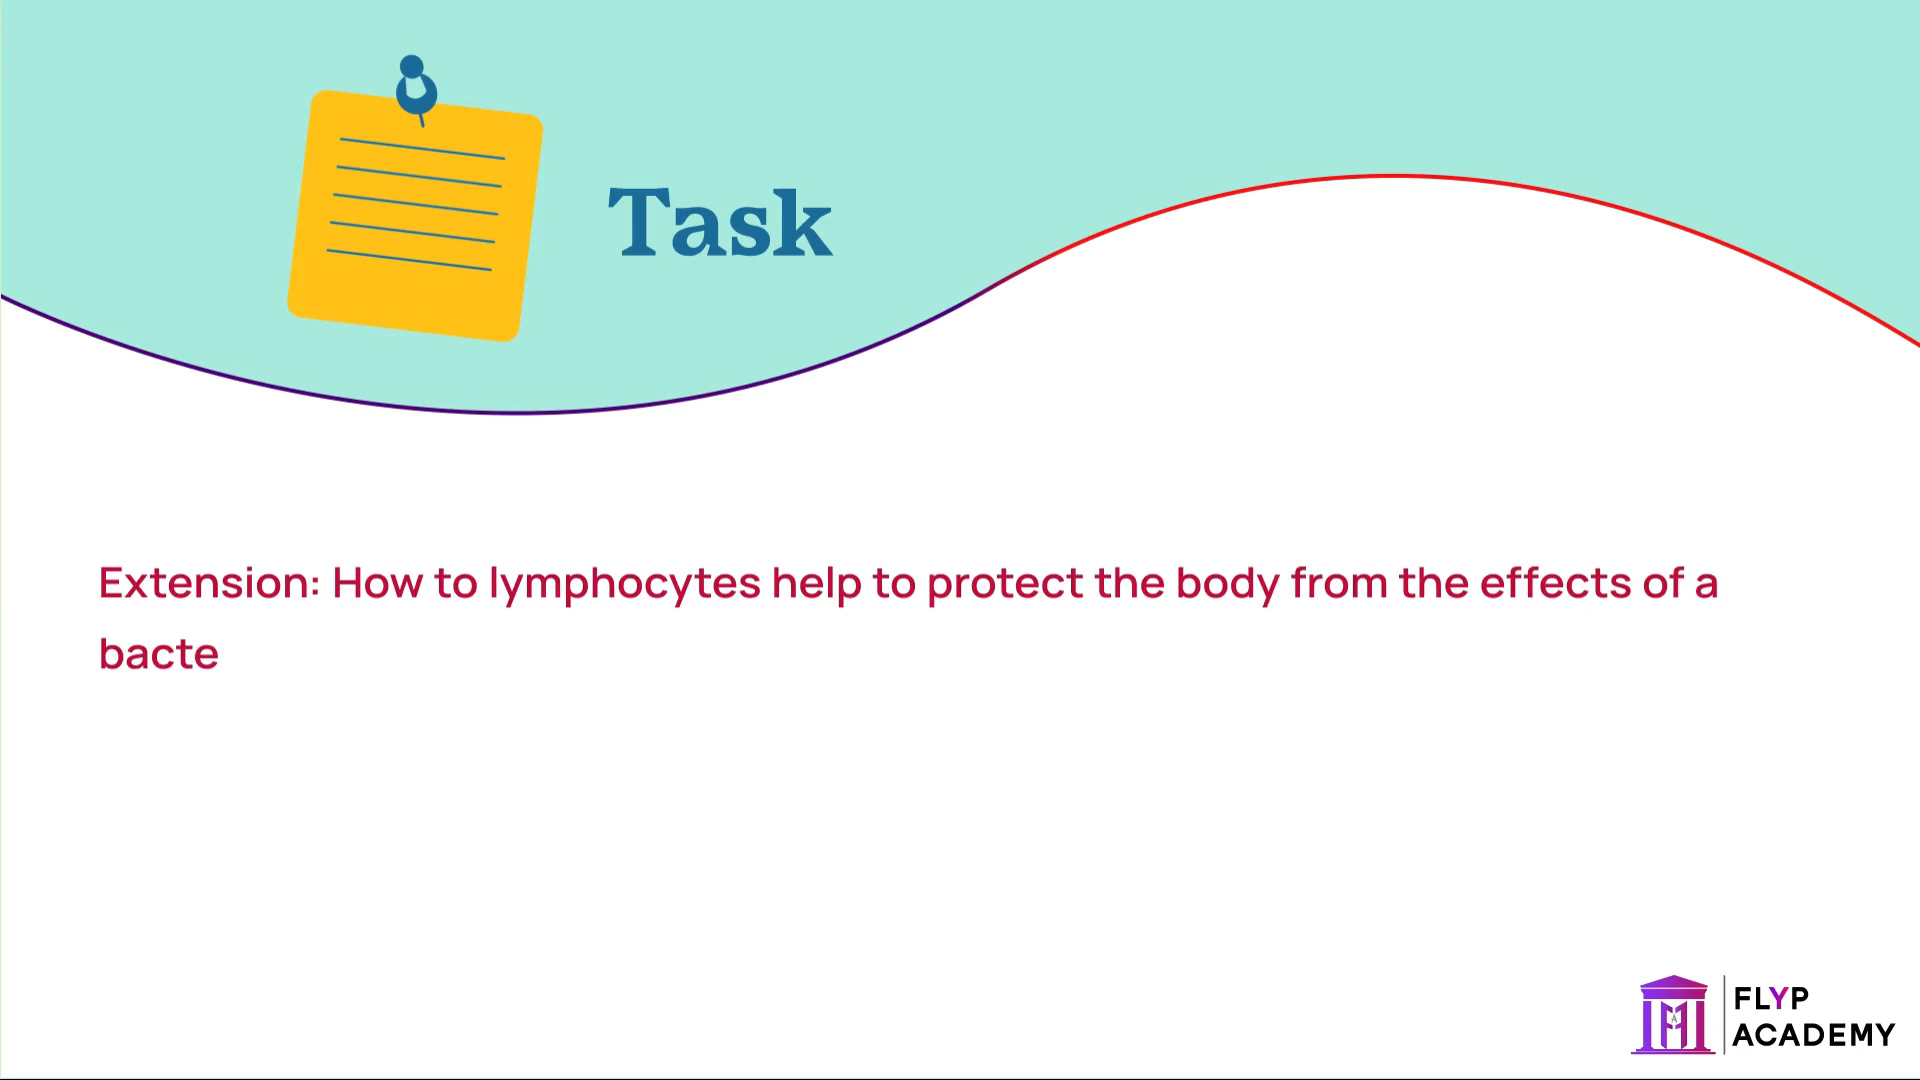 Task
Extension: How to lymphocytes help to protect the body from the effects of a
bacte
FLYP
ACADEMY